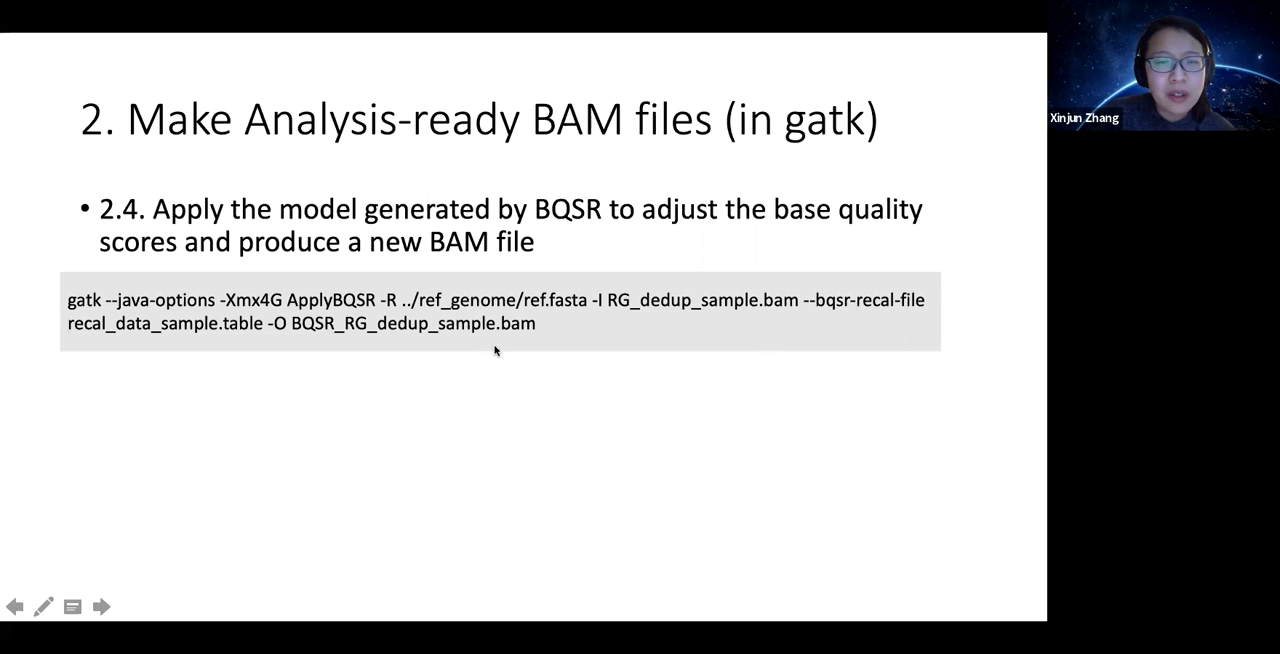 2. Make Analysis-ready BAM files (in gatk)
• 2.4. Apply the model generated by BQSR to adjust the base quality
scores and produce a new BAM file
gatk --java-options -Xmx4G ApplyBQSR -R ../ref_genome/ref.fasta -I RG_dedup_sample.bam --bqsr-recal-file
recal_data_sample.table -O BQSR_RG_dedup_sample.bam
Xinjun Zhang